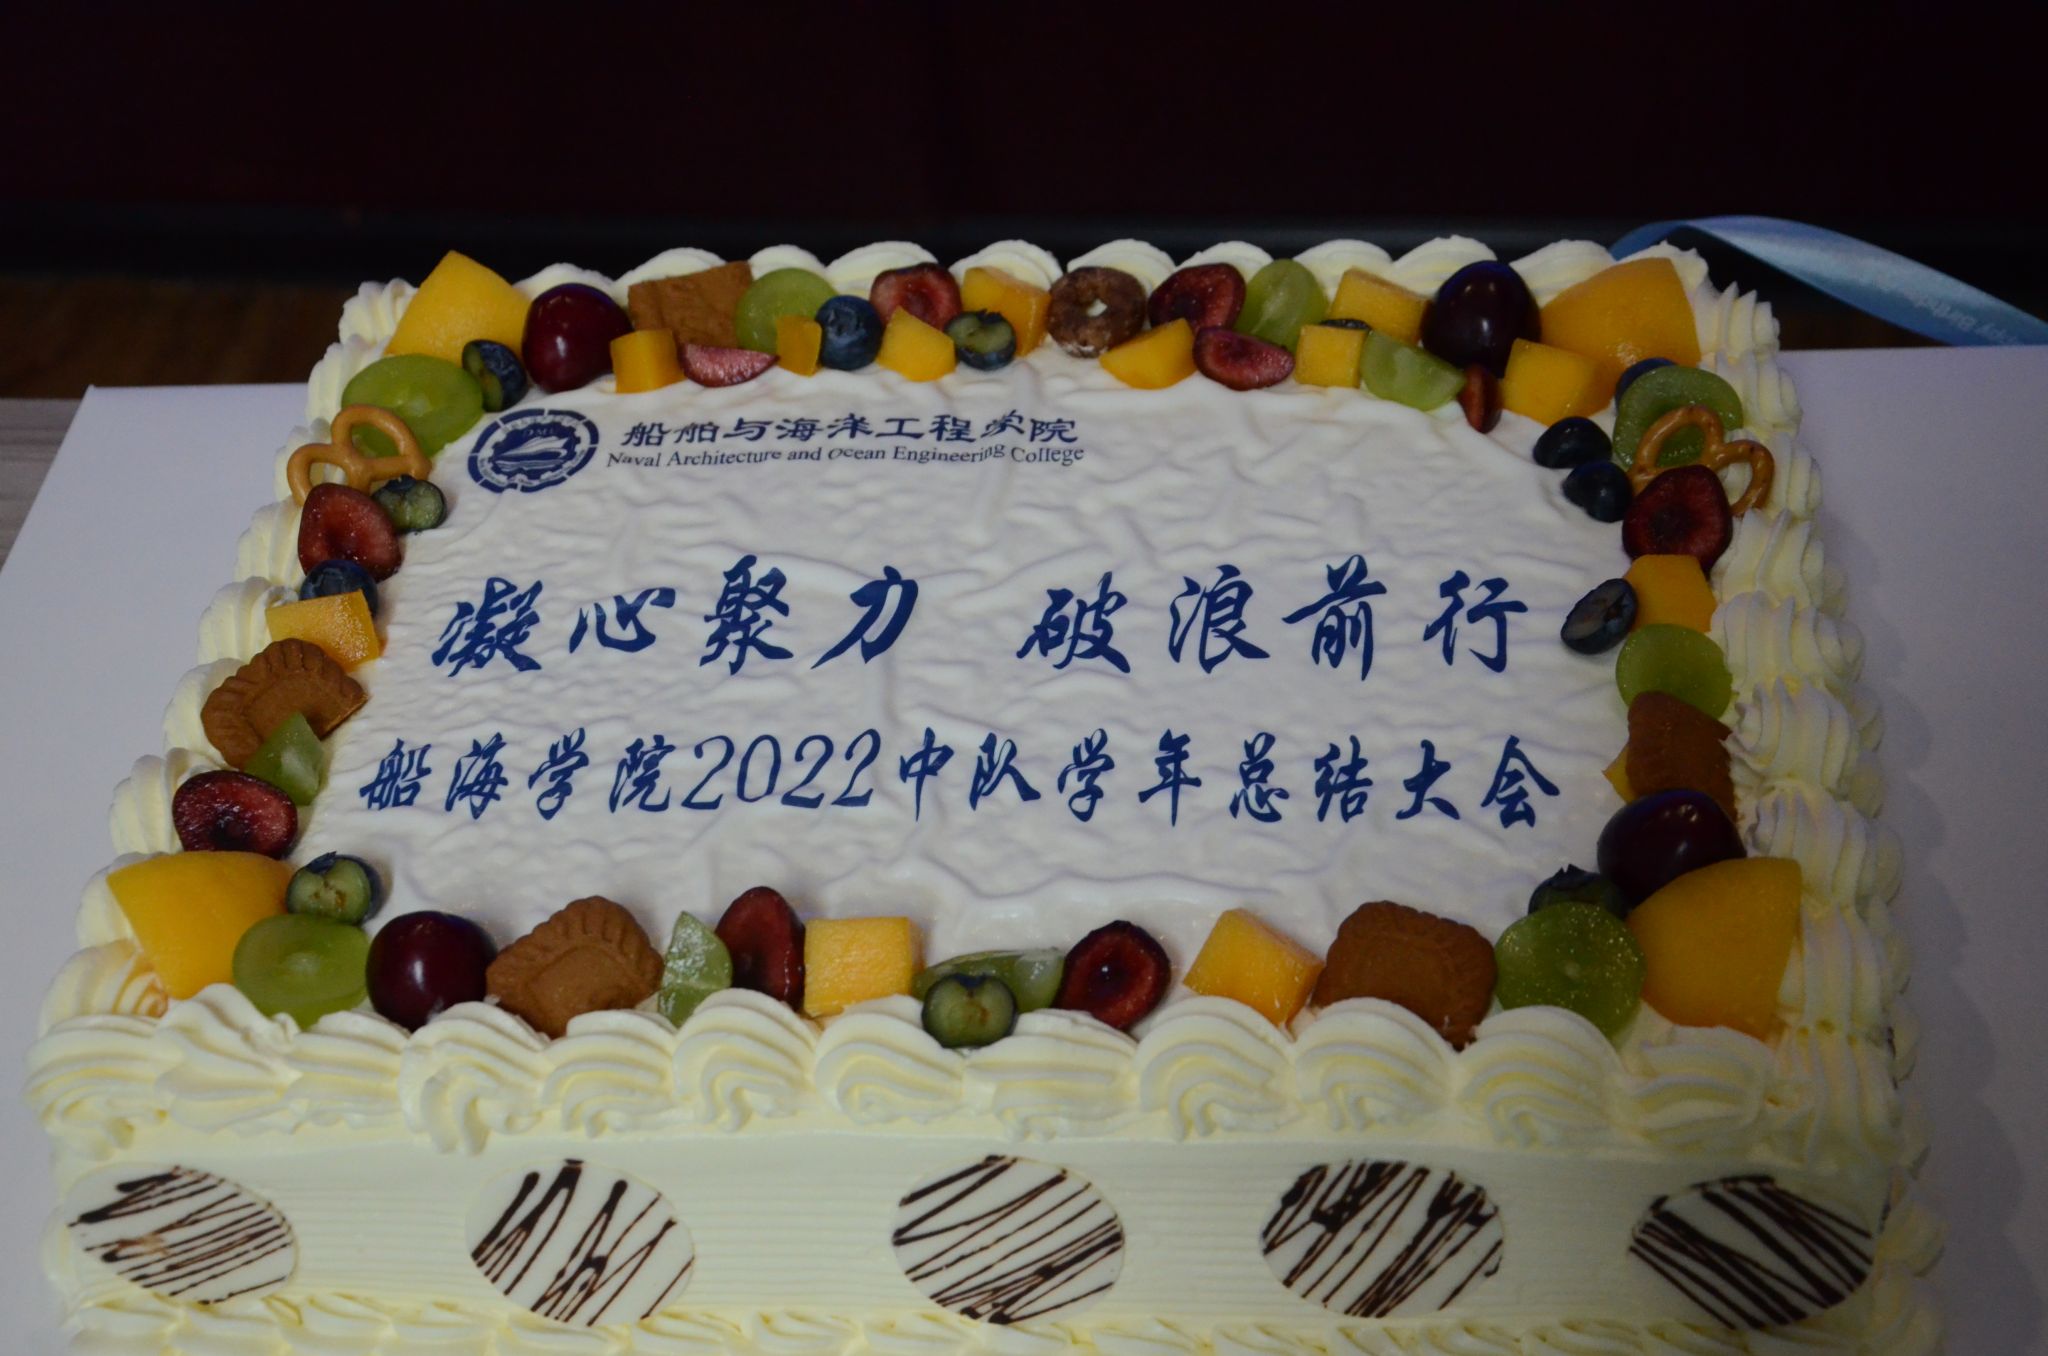 船舶与海洋工程学院
Naval Architecture and Ocean Engineering College
凝心聚力 破浪前行
船海学院2022中队学年总结大会